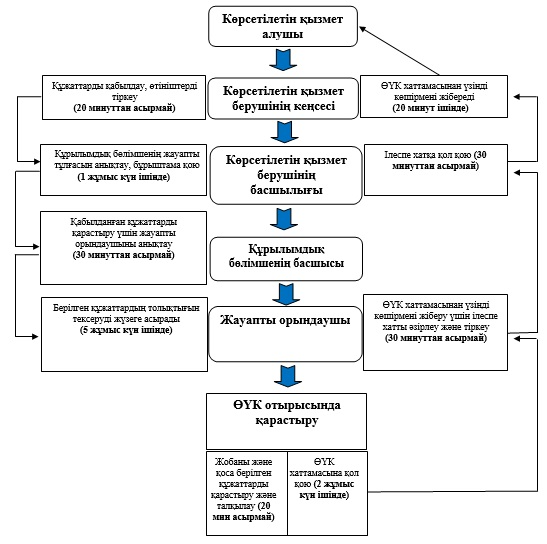 Көрсетілетін қызмет
алушы
Құжаттарды қабылдау, өтініштерді
тіркеу
(20 минуттан асырмай)
Көрсетілетін қызмет
берушінің кеңсесі
ӨҮК хаттамасынан үзінді
көшірмені жібереді
(20 минут ішінде)
Құрылымдық бөлімшенің жауапты
тұлғасын анықтау, бұрыштама қою
(1 жұмыс күн ішінде)
Көрсетілетін қызмет
берушінің
басшылығы
Ілеспе хатқа қол қою (30
минуттан асырмай)
Қабылданған құжаттарды
қарастыру үшін жауапты
орындаушыны анықтау
(30 минуттан асырмай)
Құрылымдық
бөлімшенің басшысы
Берілген құжаттардың толықтығын
тексеруді жүзеге асырады
(5 жұмыс күн ішінде)
Жауапты орындаушы
ӨҮК хаттамасынан үзінді
көшірмені жіберу үшін ілеспе
хатты әзірлеу және тіркеу
(30 минуттан асырмай)
ӨҮК отырысында
қарастыру
Жобаны және
қоса берілген
құжаттарды
қарастыру және
талқылау (20
мин асырмай)
ӨҮК
хаттамасына қол
қою (2 жұмыс
күн ішінде)